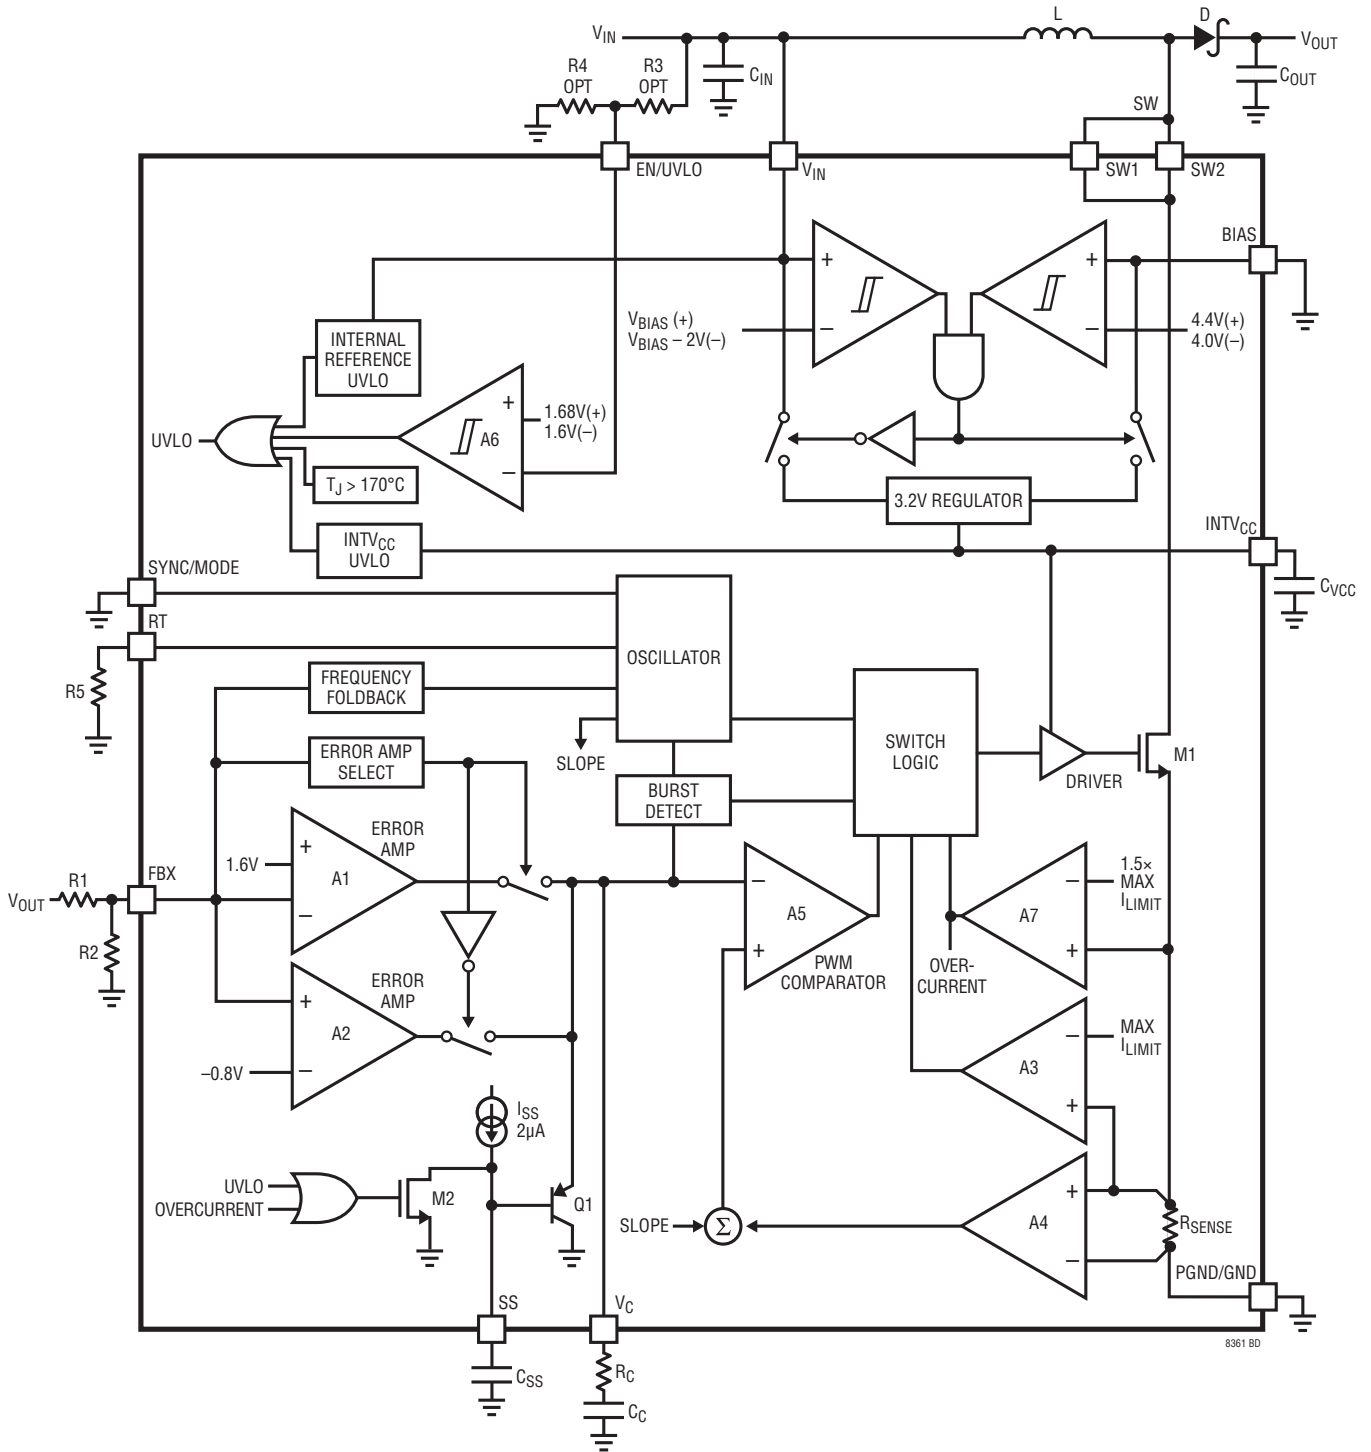 L
D
VIN
VOUT
R4
OPT
R3
OPT
CIN
COUT
SW
EN/UVLO
VIN
SW1
SW2
BIAS
+
+
VBIAS (+)
VBIAS – 2V(–)
–
–
4.4V(+)
4.0V(–)
INTERNAL
REFERENCE
UVLO
+
1.68V(+)
1.6V(–)
A6
–
UVLO
TJ > 170°C
3.2V REGULATOR
INTVCC
INTVCC
UVLO
SYNC/MODE
CVCC
RT
OSCILLATOR
R5
FREQUENCY
FOLDBACK
SLOPE
ERROR AMP
SELECT
SWITCH
LOGIC
DRIVER
M1
BURST
DETECT
ERROR
AMP
+
1.6V
A1
–
FBX
VOUT
R1
R2
–
A5
+
PWM
COMPARATOR
–
1.5×
MAX
ILIMIT
A7
+
OVER-
CURRENT
ERROR
AMP
+
A2
–0.8V
–
–
MAX
ILIMIT
A3
+
ISS
2µA
UVLO
OVERCURRENT
M2
Q1
SLOPE
Σ
+
A4
–
RSENSE
PGND/GND
SS
VC
8361 BD
CSS
RC
CC